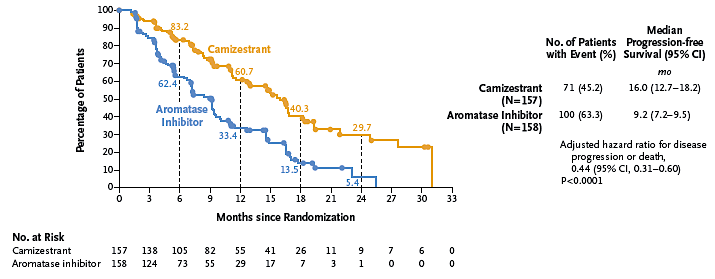 Percentage of Patients
100
90
80
70
60
50
40
30
20
10
0
83.2
Camizestrant
62.4
60.7
Aromatase
Inhibitor
33.4
40.3
13.5
29.7
5.4
0 3 6 9 12 15 18 21 24 27 30 33
Months since Randomization
No. of Patients
with Event (%)
Median
Progression-free
Survival (95% CI)
mo
Camizestrant
(N=157)
71 (45.2)
16.0 (12.7–18.2)
Aromatase Inhibitor
(N=158)
100 (63.3)
9.2 (7.2–9.5)
Adjusted hazard ratio for disease
progression or death,
0.44 (95% CI, 0.31–0.60)
P<0.0001
No. at Risk
Camizestrant 157 138 105 82 55 41 26 11 9 7 6 0
Aromatase inhibitor 158 124 73 55 29 17 7 3 1 0 0 0